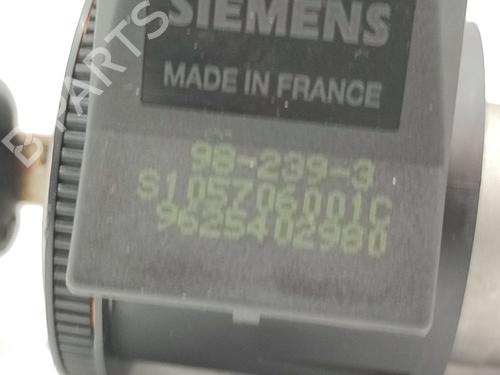 SIEMENS
MADE IN FRANCE
98-239-3
S105706001C
9625402980
B-PARTS